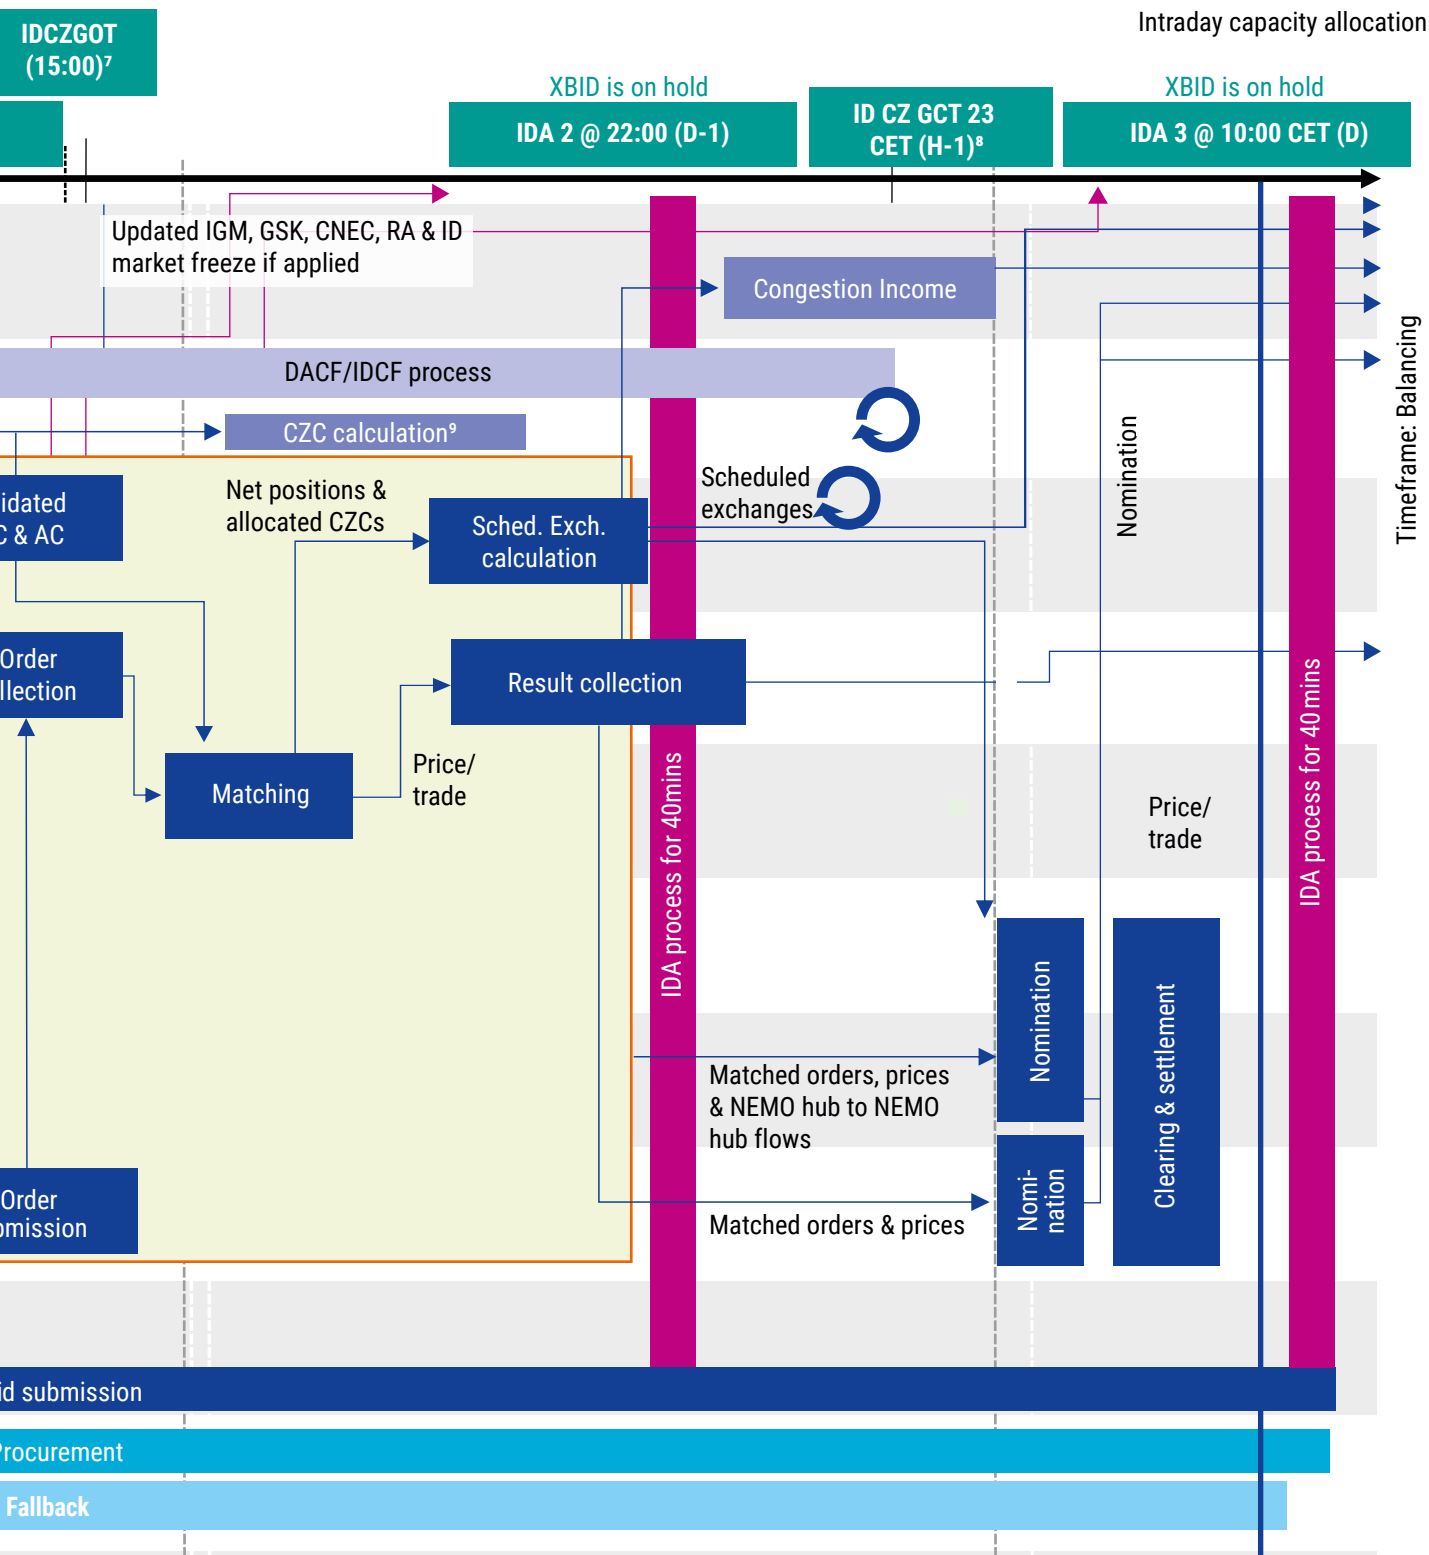 Intraday capacity allocation
IDCZGOT
(15:00)⁷
XBID is on hold
IDA 2 @ 22:00 (D-1)
ID CZ GCT 23
CET (H-1)⁸
XBID is on hold
IDA 3 @ 10:00 CET (D)
Updated IGM, GSK, CNEC, RA & ID
market freeze if applied
Congestion Income
DACF/IDCF process
CZC calculation⁹
Timeframe: Balancing
Nomination
idated
C & AC
Net positions &
allocated CZCs
Sched. Exch.
calculation
Scheduled
exchanges
Order
llection
Result collection
Matching
Price/
trade
IDA process for 40mins
Price/
trade
IDA process for 40 mins
Nomination
Clearing & settlement
Matched orders, prices
& NEMO hub to NEMO
hub flows
Nomi-
nation
Matched orders & prices
Order
omission
id submission
Procurement
Fallback